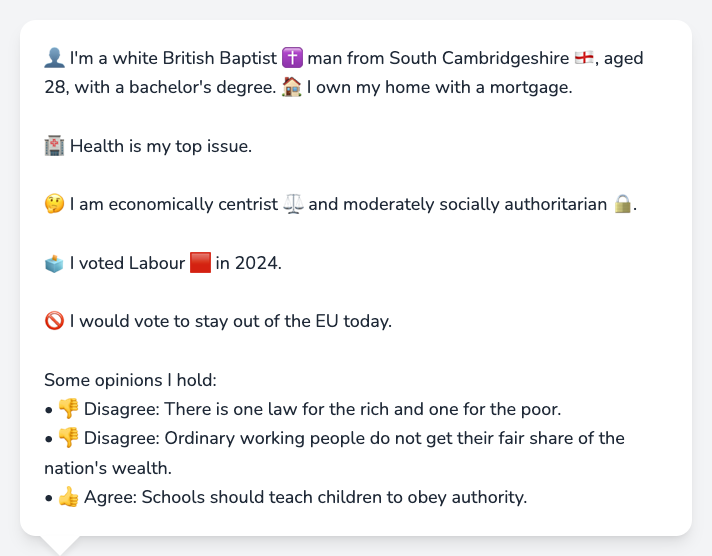 👤 I'm a white British Baptist ✝️ man from South Cambridgeshire 🏴󠁧󠁢󠁥󠁮󠁧󠁿, aged
28, with a bachelor's degree. 🏠 I own my home with a mortgage.
🏥 Health is my top issue.
🤔 I am economically centrist ⚖️ and moderately socially authoritarian 🔒.
🗳️ I voted Labour 🟥 in 2024.
🚫 I would vote to stay out of the EU today.
Some opinions I hold:
• 👎 Disagree: There is one law for the rich and one for the poor.
• 👎 Disagree: Ordinary working people do not get their fair share of the
nation's wealth.
• 👍 Agree: Schools should teach children to obey authority.